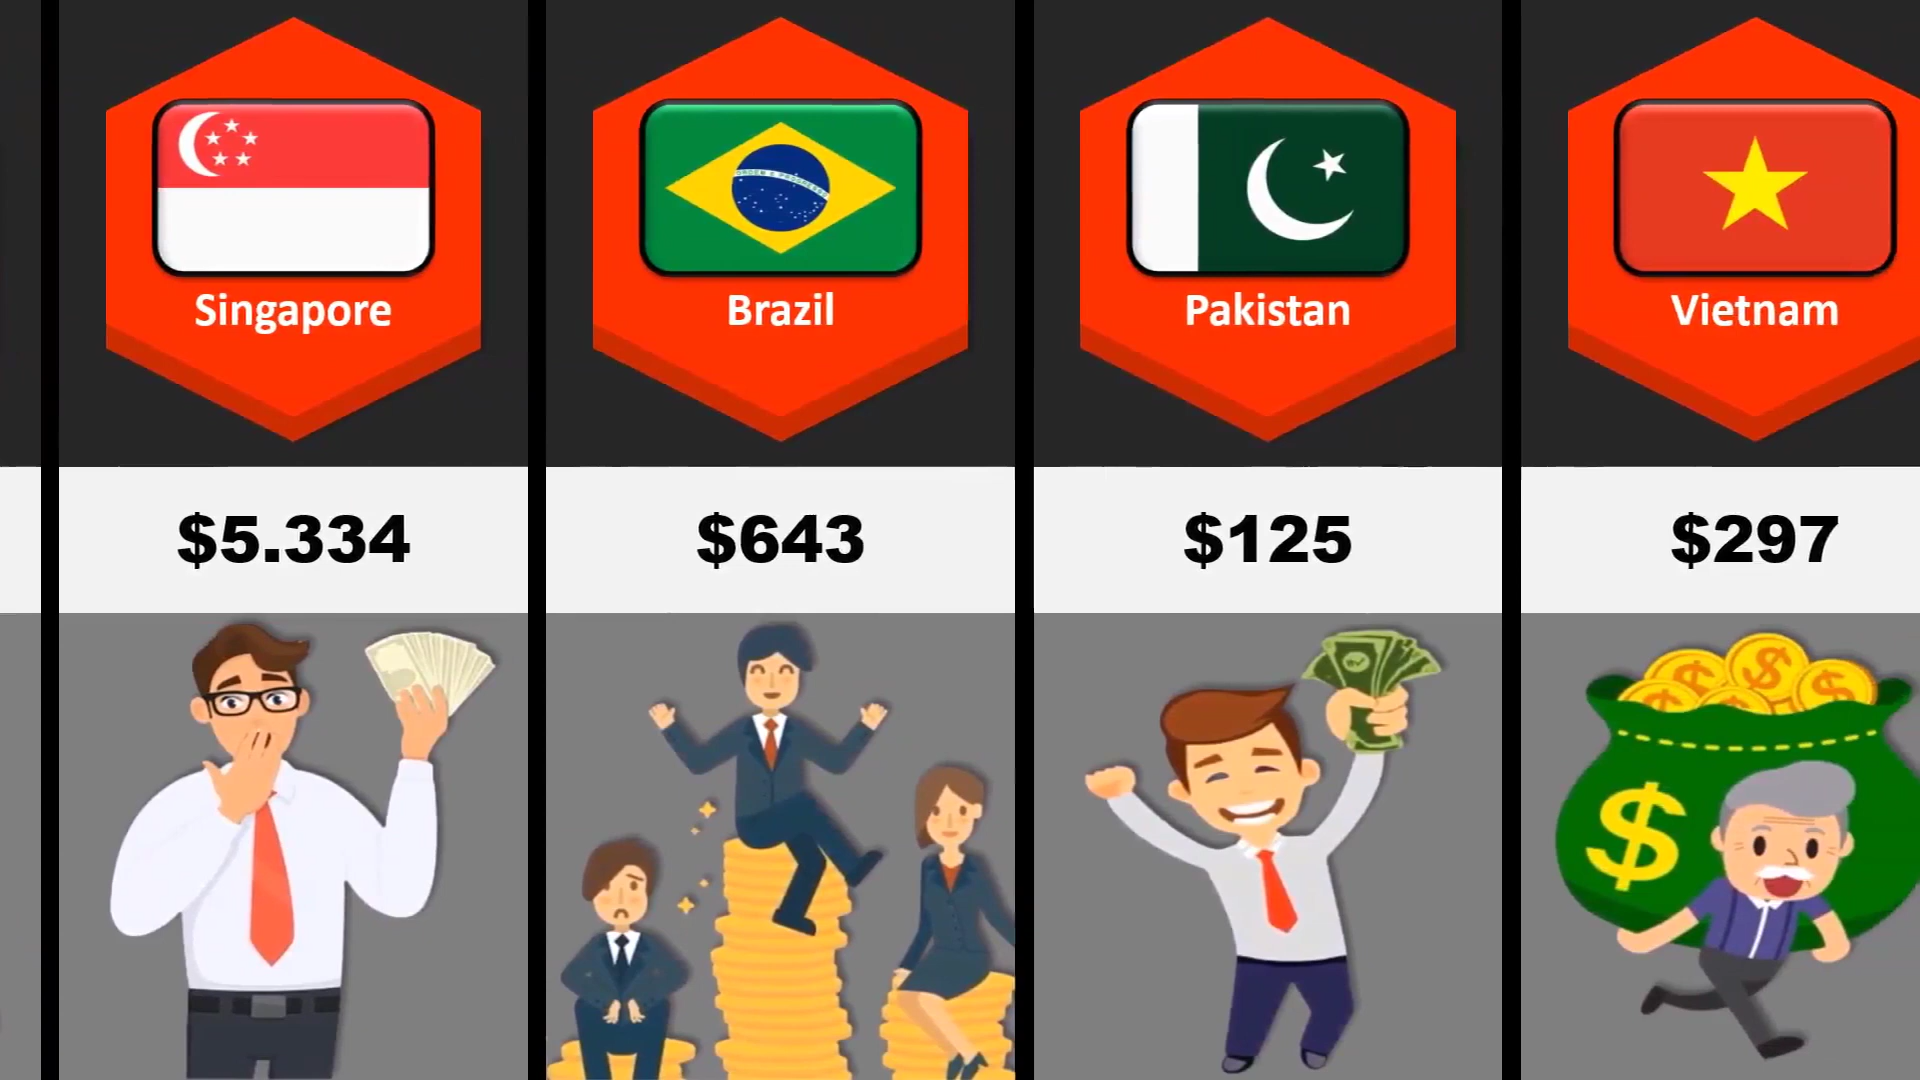 Singapore
Brazil
Pakistan
Vietnam
$5.334
$643
$125
$297
$
$
$
$